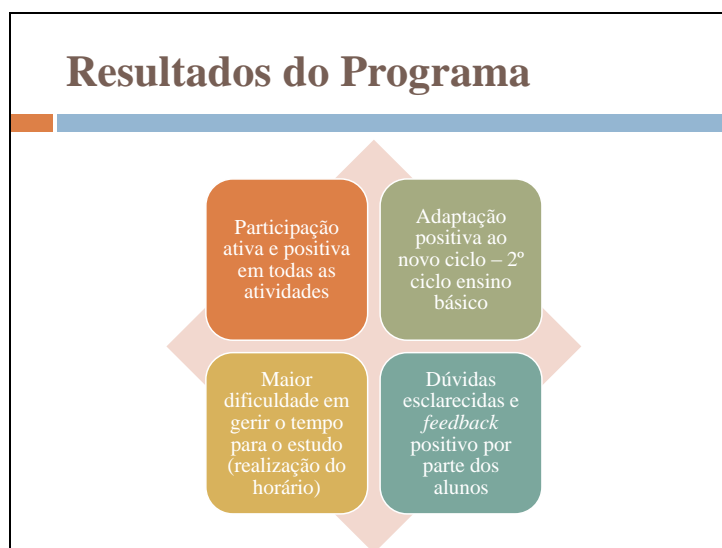 Resultados do Programa
Participação
ativa e positiva
em todas as
atividades
Adaptação
positiva ao
novo ciclo – 2º
ciclo ensino
básico
Maior
dificuldade em
gerir o tempo
para o estudo
(realização do
horário)
Dúvidas
esclarecidas e
feedback
positivo por
parte dos
alunos